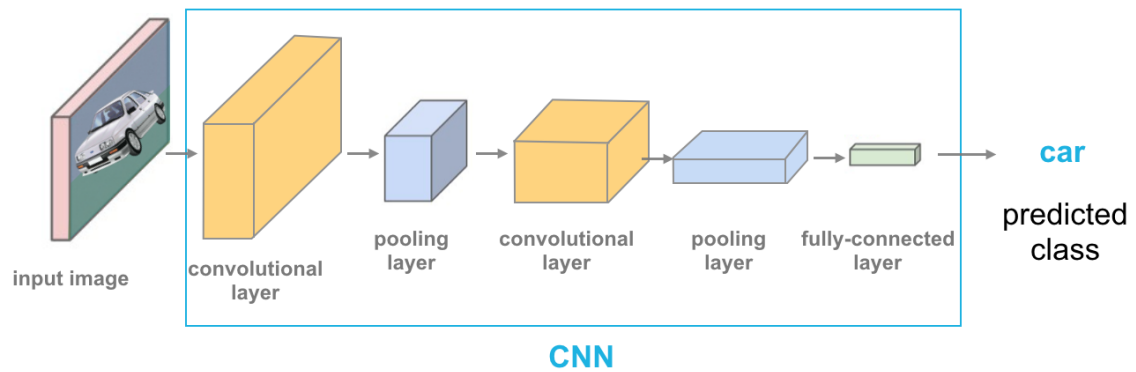 input image
convolutional
layer
pooling
layer
convolutional
layer
pooling
layer
fully-connected
layer
car
predicted
class
CNN